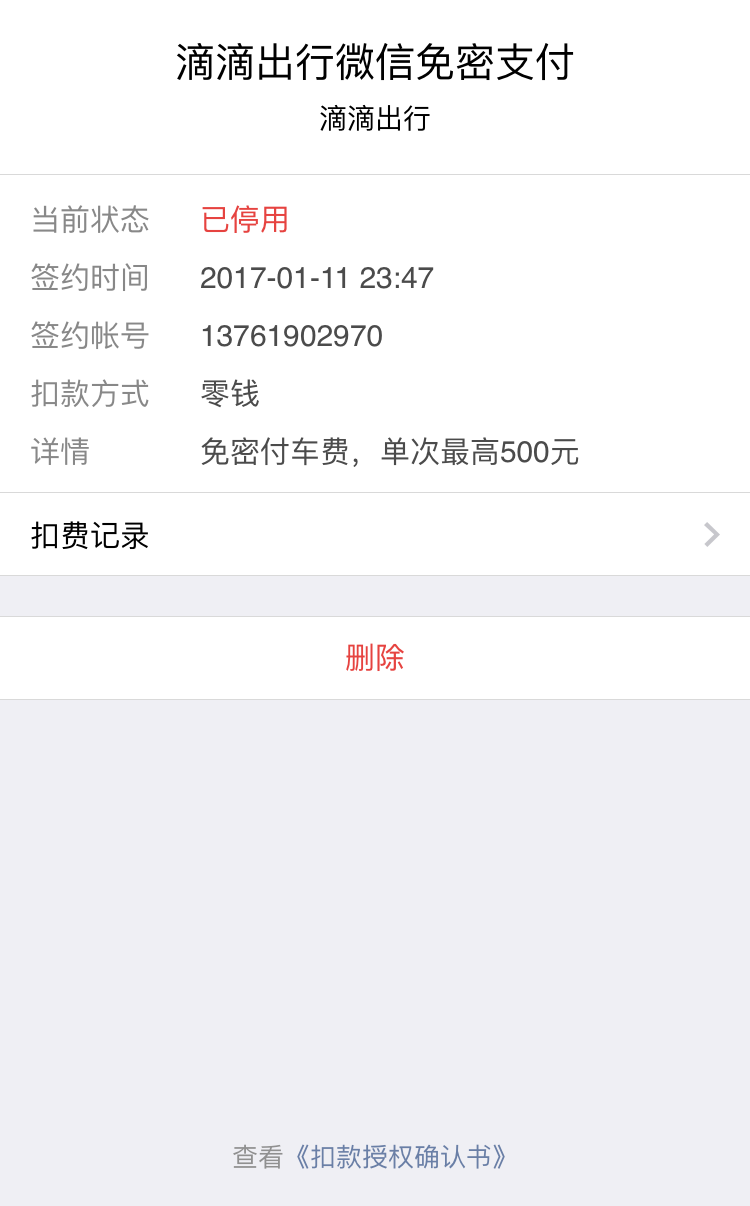 滴滴出行微信免密支付
滴滴出行
当前状态 已停用
签约时间 2017-01-11 23:47
签约帐号 13761902970
扣款方式 零钱
详情 免密付车费，单次最高500元
扣费记录
删除
查看《扣款授权确认书》